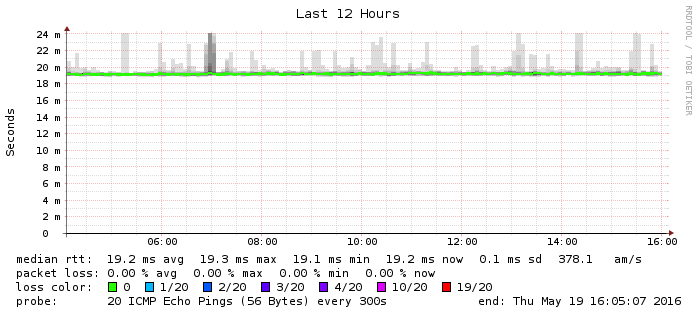 Last 12 Hours
RRDTOOL / TOBI OETIKER
Seconds
24 m
22 m
20 m
18 m
16 m
14 m
12 m
10 m
8 m
6 m
4 m
2 m
0
06:00 08:00 10:00 12:00 14:00 16:00
median rtt: 19.2 ms avg 19.3 ms max 19.1 ms min 19.2 ms now 0.1 ms sd 378.1 am/s
packet loss: 0.00 % avg 0.00 % max 0.00 % min 0.00 % now
loss color: 0 1/20 2/20 3/20 4/20 10/20 19/20
probe: 20 ICMP Echo Pings (56 Bytes) every 300s end: Thu May 19 16:05:07 2016